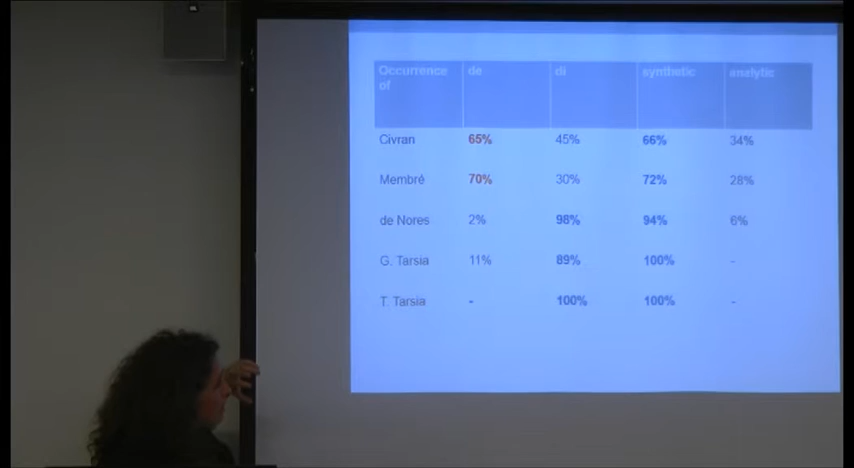 Occurrence of de di synthetic analytic
Civran 65% 45% 66% 34%
Membré 70% 30% 72% 28%
de Nores 2% 98% 94% 6%
G. Tarsia 11% 89% 100% -
T. Tarsia - 100% 100% -